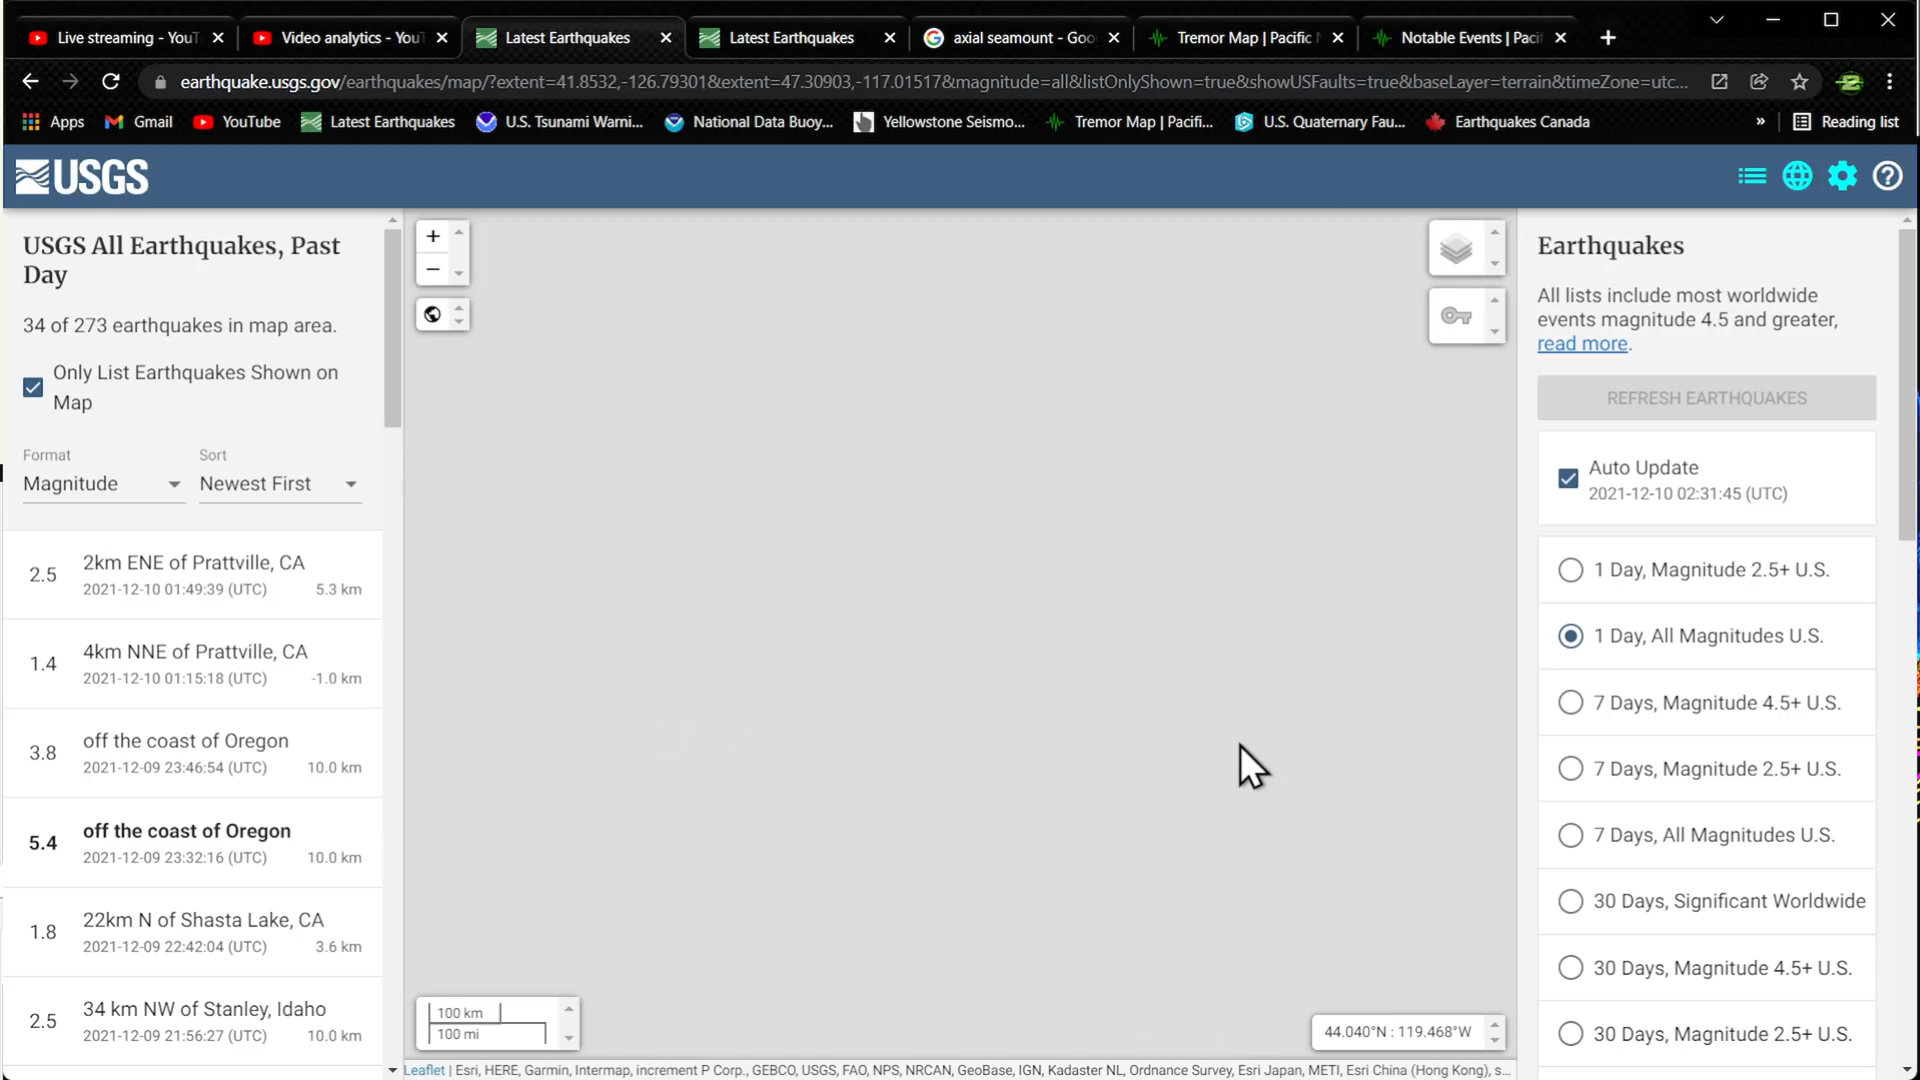 Live streaming - YouT
Video analytics - YouT
Latest Earthquakes
Latest Earthquakes
axial seamount - Goo
Tremor Map | Pacific N
Notable Events | Paci
earthquake.usgs.gov/earthquakes/map/?extent=41.8532,-126.79301&extent=47.30903,-117.01517&magnitude=all&listOnlyShown=true&showUSFaults=true&baseLayer=terrain&timeZone=utc...
Apps
Gmail
YouTube
Latest Earthquakes
U.S. Tsunami Warni...
National Data Buoy...
Yellowstone Seismo...
Tremor Map | Pacifi...
U.S. Quaternary Fau...
Earthquakes Canada
»
Reading list
USGS
USGS All Earthquakes, Past
Day
34 of 273 earthquakes in map area.
Only List Earthquakes Shown on
Map
Format
Magnitude
Sort
Newest First
2.5
2km ENE of Prattville, CA
2021-12-10 01:49:39 (UTC) 5.3 km
1.4
4km NNE of Prattville, CA
2021-12-10 01:15:18 (UTC) -1.0 km
3.8
off the coast of Oregon
2021-12-09 23:46:54 (UTC) 10.0 km
5.4
off the coast of Oregon
2021-12-09 23:32:16 (UTC) 10.0 km
1.8
22km N of Shasta Lake, CA
2021-12-09 22:42:04 (UTC) 3.6 km
2.5
34 km NW of Stanley, Idaho
2021-12-09 21:56:27 (UTC) 10.0 km
+
−
100 km
100 mi
44.040°N : 119.468°W
Leaflet | Esri, HERE, Garmin, Intermap, increment P Corp., GEBCO, USGS, FAO, NPS, NRCAN, GeoBase, IGN, Kadaster NL, Ordnance Survey, Esri Japan, METI, Esri China (Hong Kong), s...
Earthquakes
All lists include most worldwide
events magnitude 4.5 and greater,
read more.
REFRESH EARTHQUAKES
Auto Update
2021-12-10 02:31:45 (UTC)
1 Day, Magnitude 2.5+ U.S.
1 Day, All Magnitudes U.S.
7 Days, Magnitude 4.5+ U.S.
7 Days, Magnitude 2.5+ U.S.
7 Days, All Magnitudes U.S.
30 Days, Significant Worldwide
30 Days, Magnitude 4.5+ U.S.
30 Days, Magnitude 2.5+ U.S.